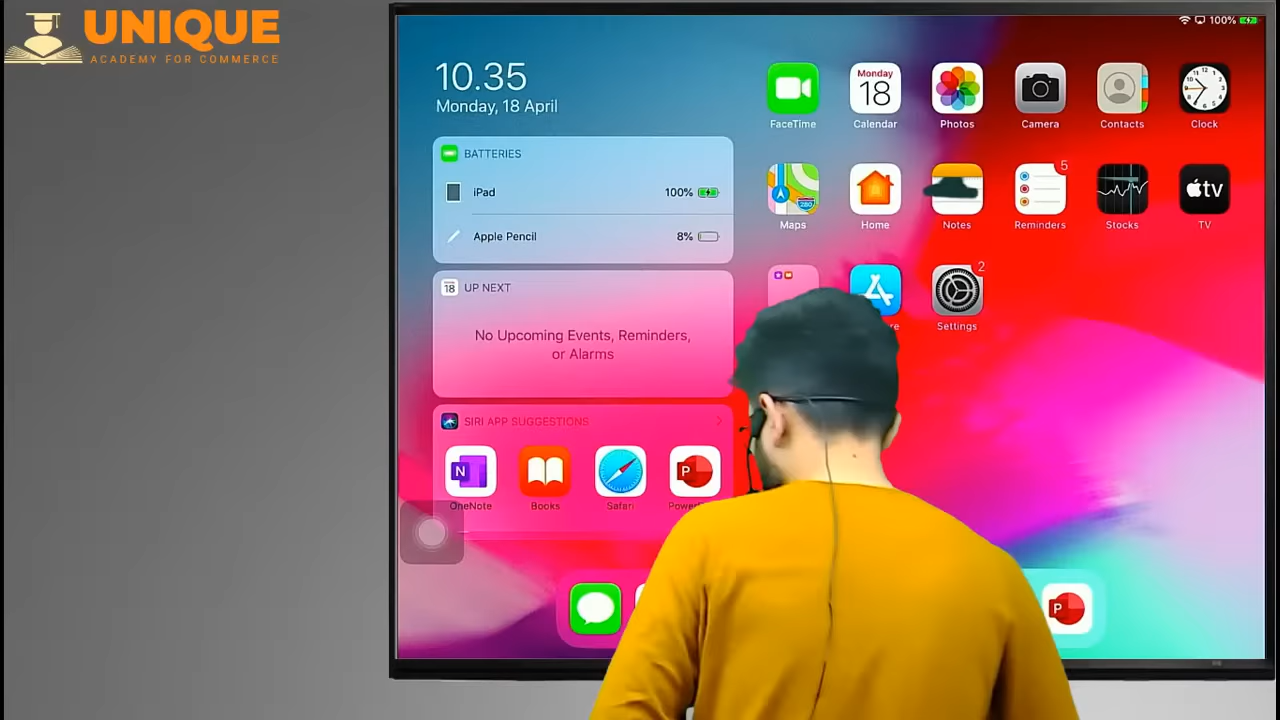 UNIQUE
ACADEMY FOR COMMERCE
100%
10.35
Monday, 18 April
BATTERIES
iPad 100%
Apple Pencil 8%
18 UP NEXT
No Upcoming Events, Reminders,
or Alarms
SIRI APP SUGGESTIONS
N P
OneNote Books Safari
Monday
18
FaceTime Calendar Photos Camera Contacts Clock
280 5 tv
Maps Home Notes Reminders Stocks TV
2
Settings
P